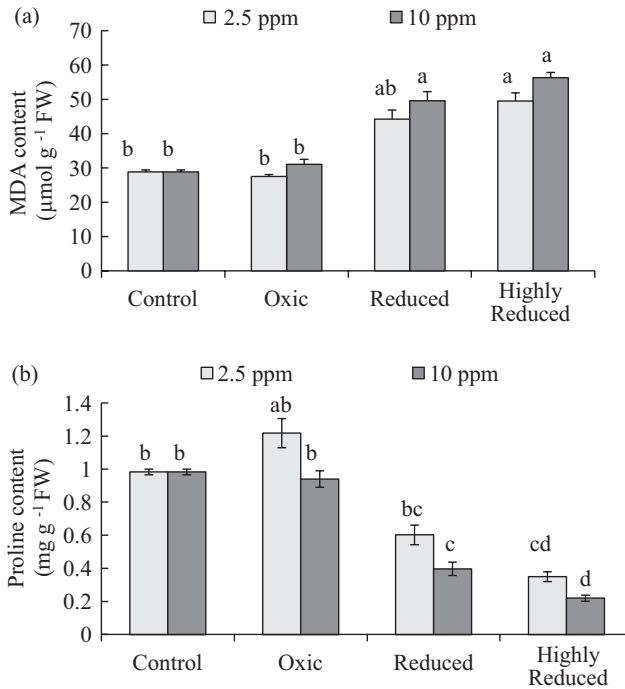 (a)
2.5 ppm 10 ppm
MDA content
(µmol g -1 FW)
70
60
50
40
30
20
10
0
b b b b ab a a a
Control Oxic Reduced Highly Reduced
(b)
2.5 ppm 10 ppm
Proline content
(mg g -1 FW)
1.4
1.2
1
0.8
0.6
0.4
0.2
0
b b ab b bc c cd d
Control Oxic Reduced Highly Reduced